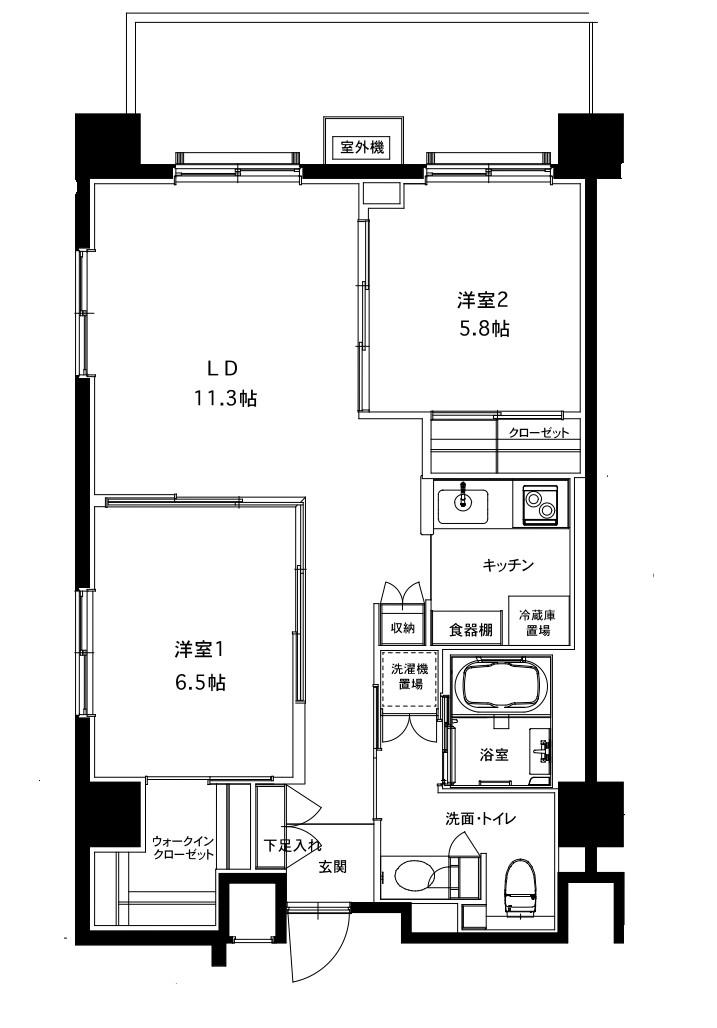 室外機
洋室2
5.8帖
LD
11.3帖
クローゼット
キッチン
冷蔵庫
置場
食器棚
収納
洋室1
6.5帖
洗濯機
置場
浴室
洗面・トイレ
ウォークイン
クローゼット
下足入れ
玄関